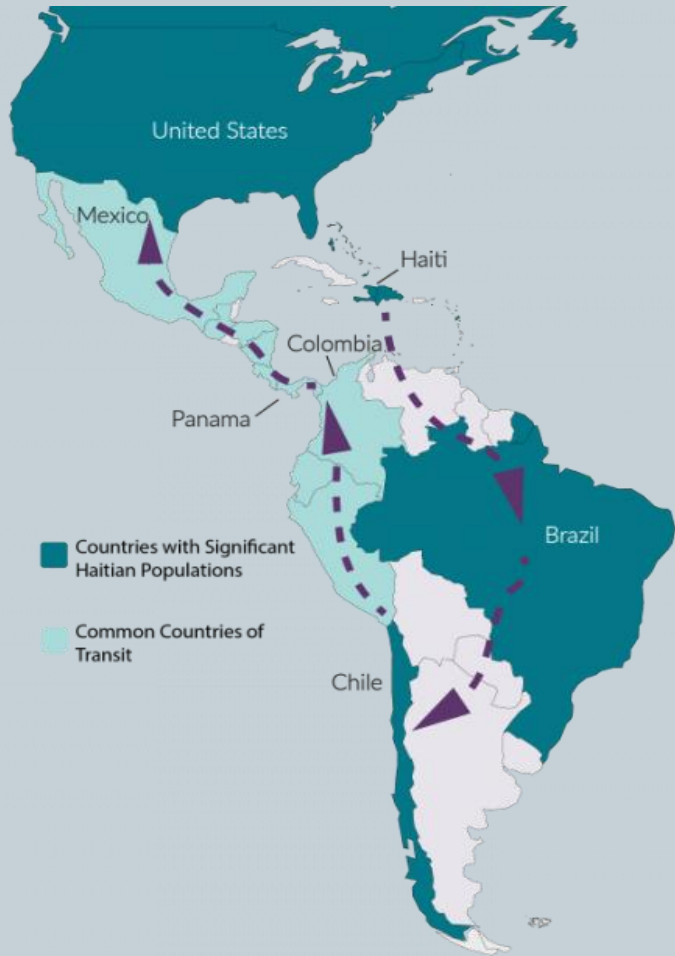 United States
Mexico
Haiti
Colombia
Panama
Brazil
Countries with Significant
Haitian Populations
Common Countries of
Transit
Chile